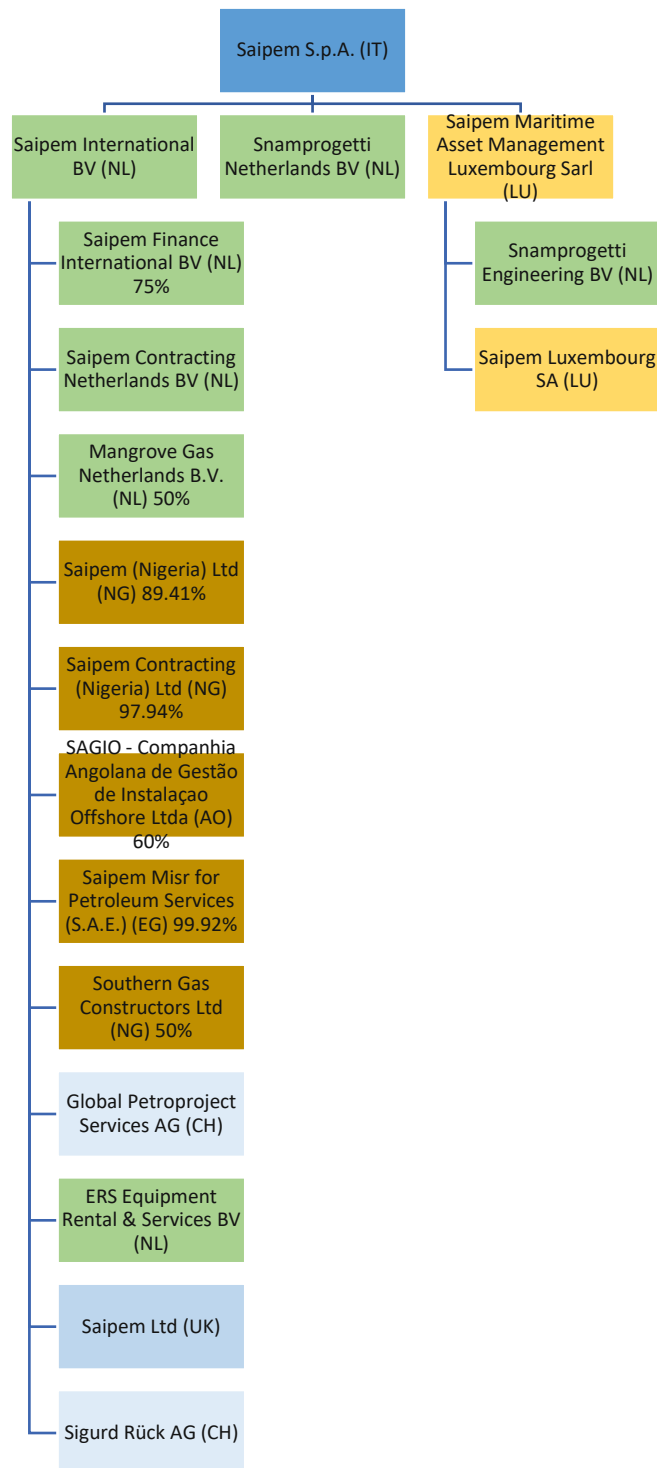 Saipem S.p.A. (IT)
Saipem International
BV (NL)
Snamprogetti
Netherlands BV (NL)
Saipem Maritime
Asset Management
Luxembourg Sarl
(LU)
Saipem Finance
International BV (NL)
75%
Saipem Contracting
Netherlands BV (NL)
Mangrove Gas
Netherlands B.V.
(NL) 50%
Saipem (Nigeria) Ltd
(NG) 89.41%
Saipem Contracting
(Nigeria) Ltd (NG)
97.94%
SAGIO - Companhia
Angolana de Gestão
de Instalaçao
Offshore Ltda (AO)
60%
Saipem Misr for
Petroleum Services
(S.A.E.) (EG) 99.92%
Southern Gas
Constructors Ltd
(NG) 50%
Global Petroproject
Services AG (CH)
ERS Equipment
Rental & Services BV
(NL)
Saipem Ltd (UK)
Sigurd Rück AG (CH)
Snamprogetti
Engineering BV (NL)
Saipem Luxembourg
SA (LU)